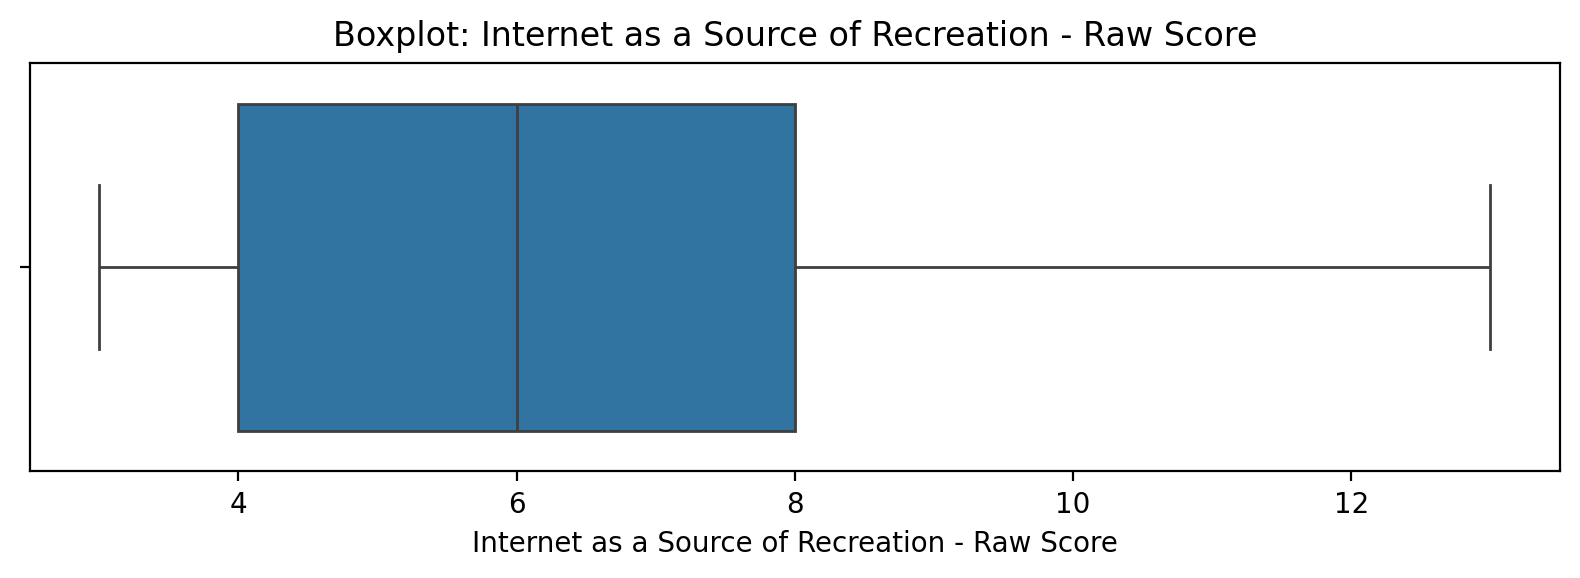 Boxplot: Internet as a Source of Recreation - Raw Score
4 6 8 10 12
Internet as a Source of Recreation - Raw Score